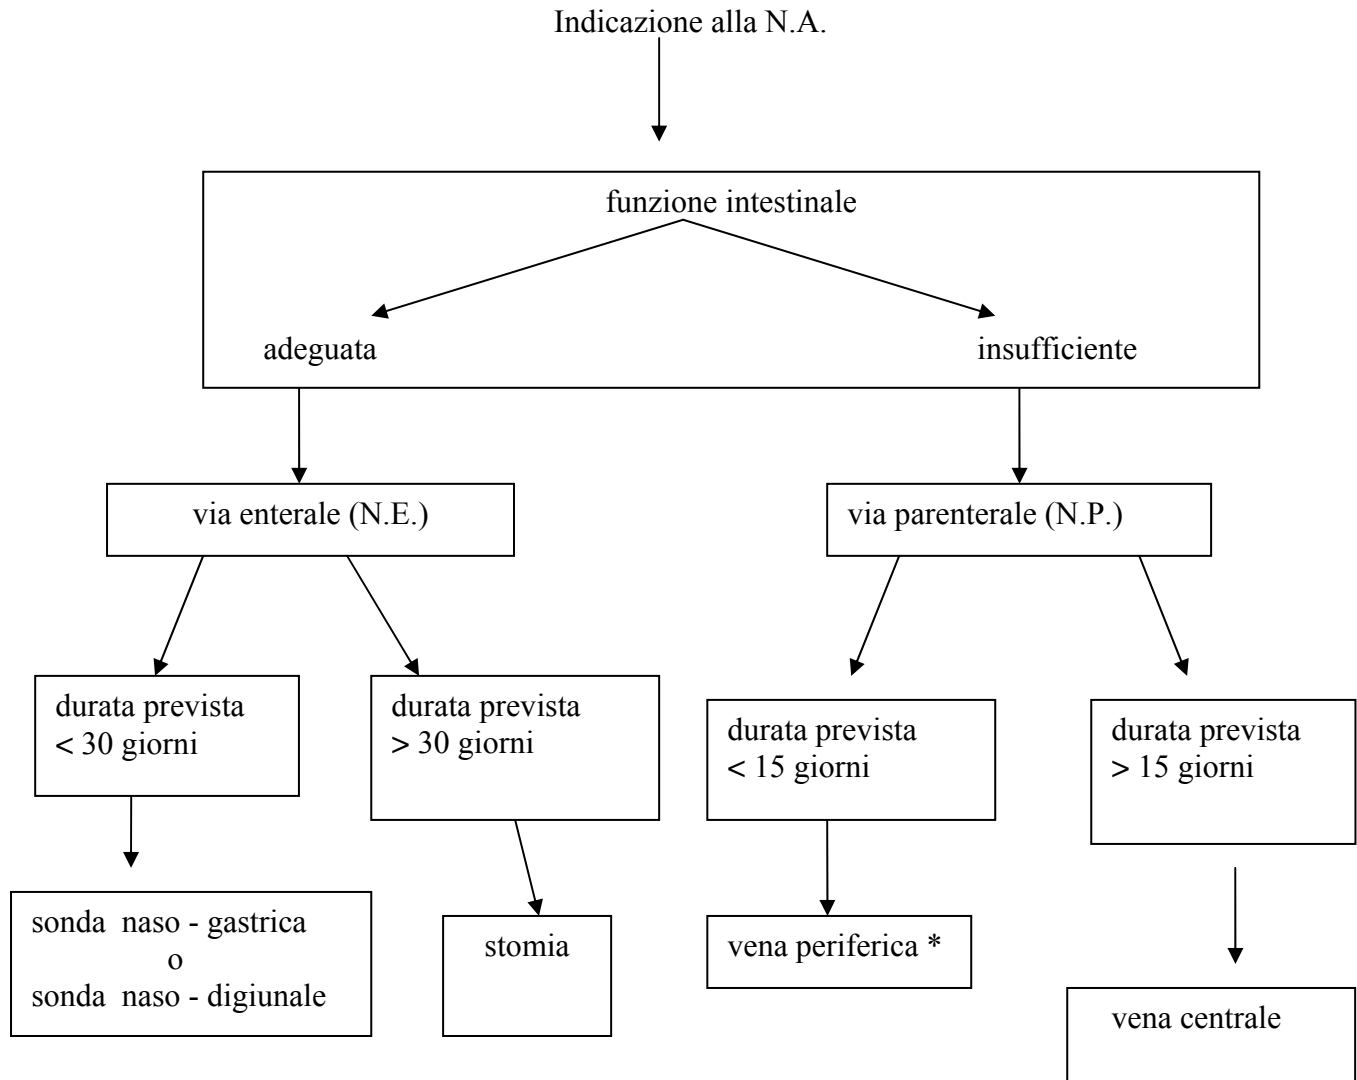 Indicazione alla N.A.
funzione intestinale
adeguata
insufficiente
via enterale (N.E.)
via parenterale (N.P.)
durata prevista
< 30 giorni
durata prevista
> 30 giorni
durata prevista
< 15 giorni
durata prevista
> 15 giorni
sonda naso - gastrica
o
sonda naso - digiunale
stomia
vena periferica *
vena centrale